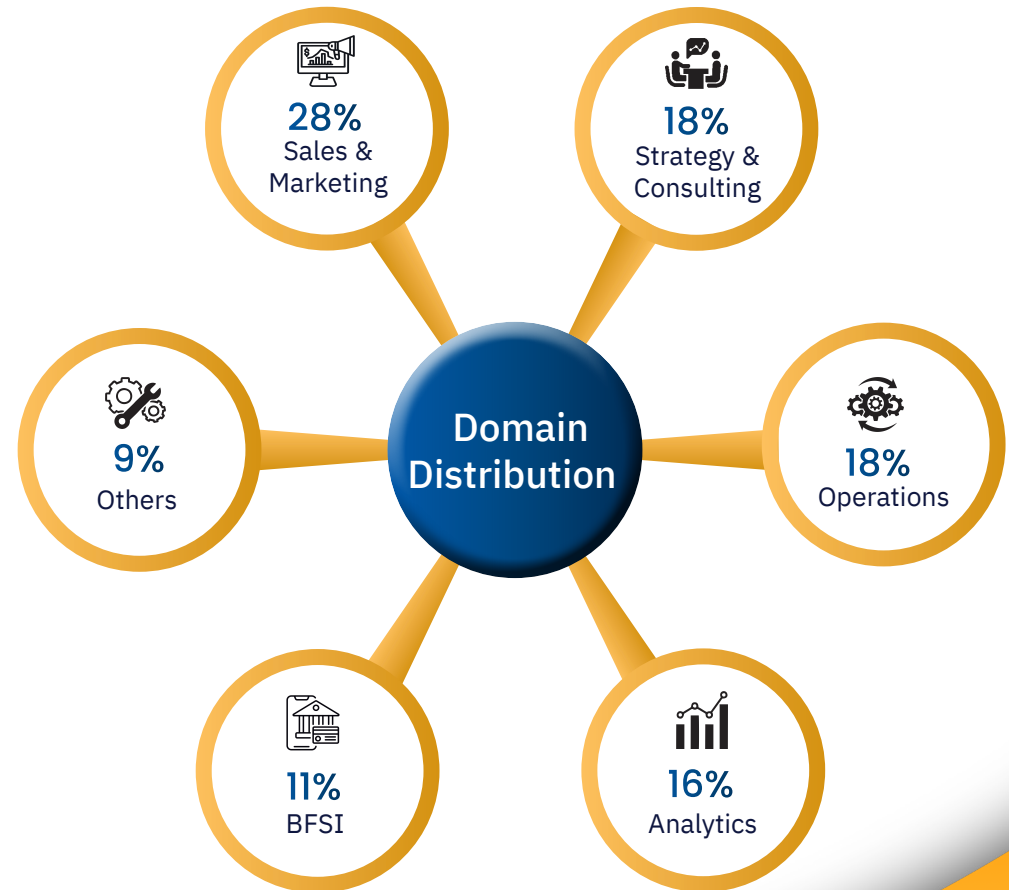 28%
Sales &
Marketing
18%
Strategy &
Consulting
9%
Others
Domain
Distribution
18%
Operations
11%
BFSI
16%
Analytics